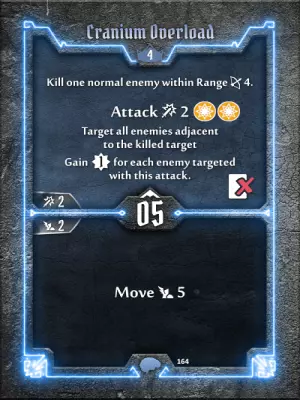 Cranium Overload
4
Kill one normal enemy within Range 4.
Attack 2
Target all enemies adjacent
to the killed target
Gain 1 for each enemy targeted
with this attack.
2
05
2
Move 5
164